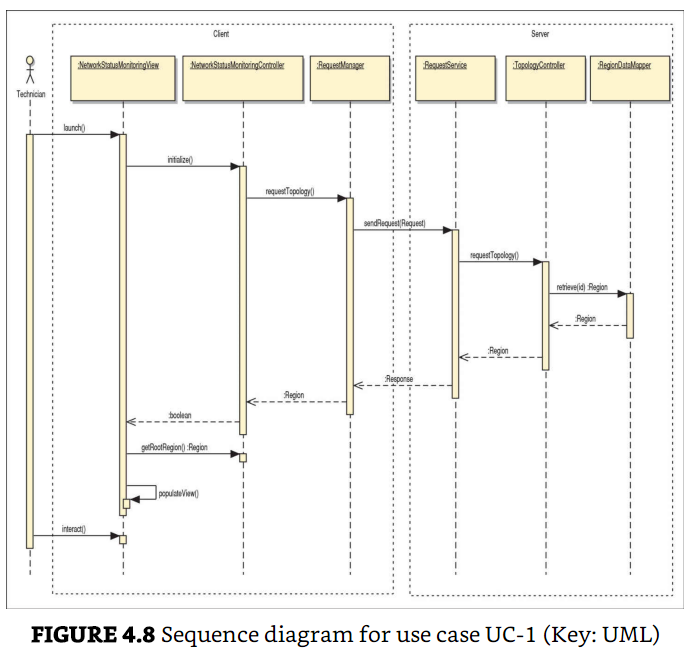 Client
Server
:NetworkStatusMonitoringView
:NetworkStatusMonitoringController
:RequestManager
:RequestService
:TopologyController
:RegionDataMapper
Technician
launch()
initialize()
requestTopology()
sendRequest(Request)
requestTopology()
retrieve(id) :Region
:Region
:Region
:Response
:Region
:boolean
getRootRegion() :Region
populateView()
interact()
FIGURE 4.8 Sequence diagram for use case UC-1 (Key: UML)